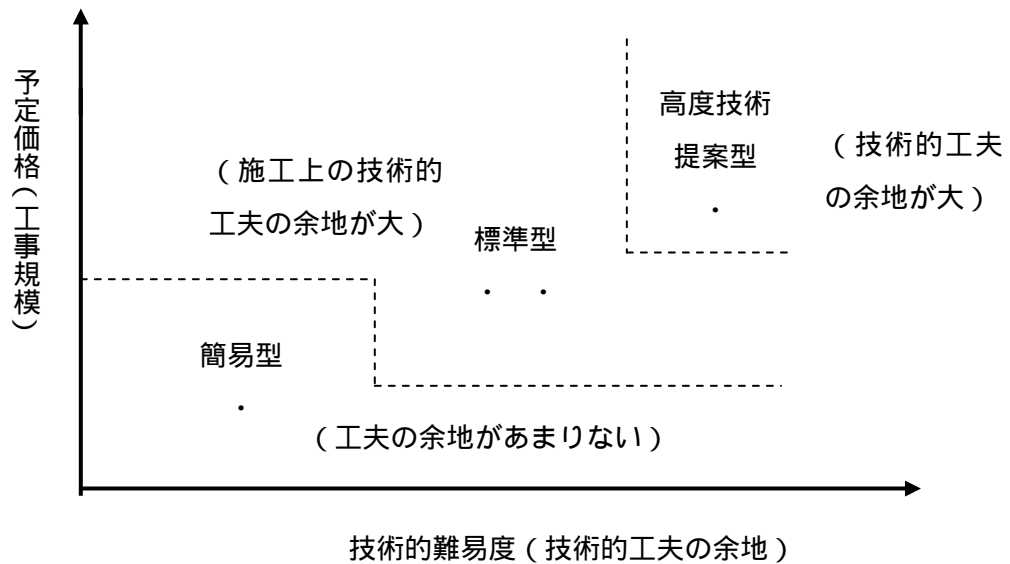 予定価格(工事規模)
高度技術
提案型
・
(技術的工夫
の余地が大)
(施工上の技術的
工夫の余地が大)
標準型
・ ・
簡易型
・
(工夫の余地があまりない)
技術的難易度(技術的工夫の余地)